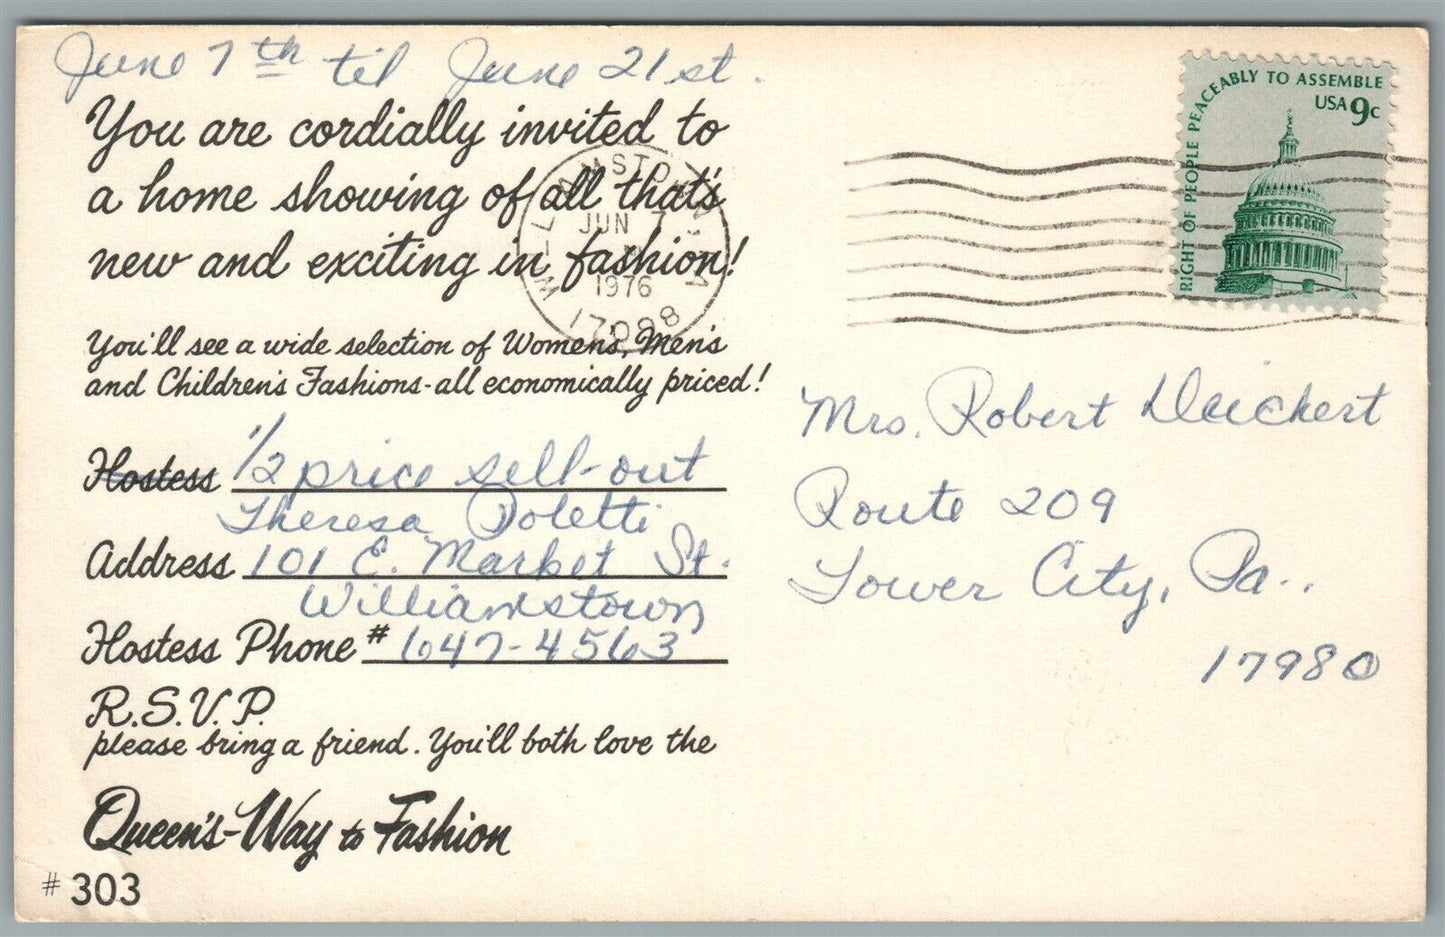 June 7th til June 21st.
You are cordially invited to
a home showing of all that's
new and exciting in fashion!
You'll see a wide selection of Women's, Men's
and Children's Fashions-all economically priced!
Hostess 1/2 price sell-out
Theresa Poletti
Address 101 E. Market St.
Williamstown
Hostess Phone # 647-4563
R.S.V.P.
please bring a friend. You'll both love the
Queen's-Way to Fashion
# 303
WILLIAMSTOWN
JUN 7
1976
17098
RIGHT OF PEOPLE PEACEABLY TO ASSEMBLE
USA 9c
Mrs. Robert Deichert
Route 209
Tower City, Pa..
17980